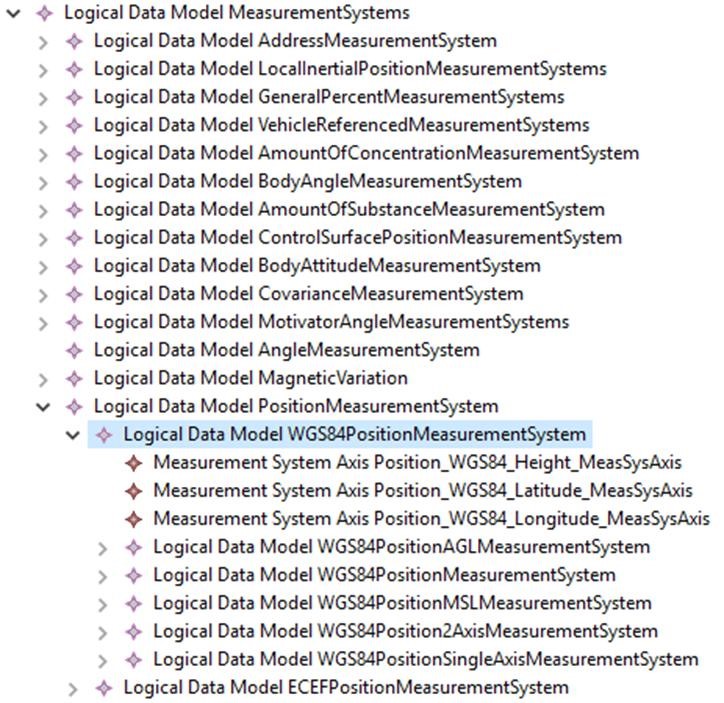 Logical Data Model MeasurementSystems
Logical Data Model AddressMeasurementSystem
Logical Data Model LocalInertialPositionMeasurementSystems
Logical Data Model GeneralPercentMeasurementSystems
Logical Data Model VehicleReferencedMeasurementSystems
Logical Data Model AmountOfConcentrationMeasurementSystem
Logical Data Model BodyAngleMeasurementSystem
Logical Data Model AmountOfSubstanceMeasurementSystem
Logical Data Model ControlSurfacePositionMeasurementSystem
Logical Data Model BodyAttitudeMeasurementSystem
Logical Data Model CovarianceMeasurementSystem
Logical Data Model MotivatorAngleMeasurementSystems
Logical Data Model AngleMeasurementSystem
Logical Data Model MagneticVariation
Logical Data Model PositionMeasurementSystem
Logical Data Model WGS84PositionMeasurementSystem
Measurement System Axis Position_WGS84_Height_MeasSysAxis
Measurement System Axis Position_WGS84_Latitude_MeasSysAxis
Measurement System Axis Position_WGS84_Longitude_MeasSysAxis
Logical Data Model WGS84PositionAGLMeasurementSystem
Logical Data Model WGS84PositionMeasurementSystem
Logical Data Model WGS84PositionMSLMeasurementSystem
Logical Data Model WGS84Position2AxisMeasurementSystem
Logical Data Model WGS84PositionSingleAxisMeasurementSystem
Logical Data Model ECEFPositionMeasurementSystem